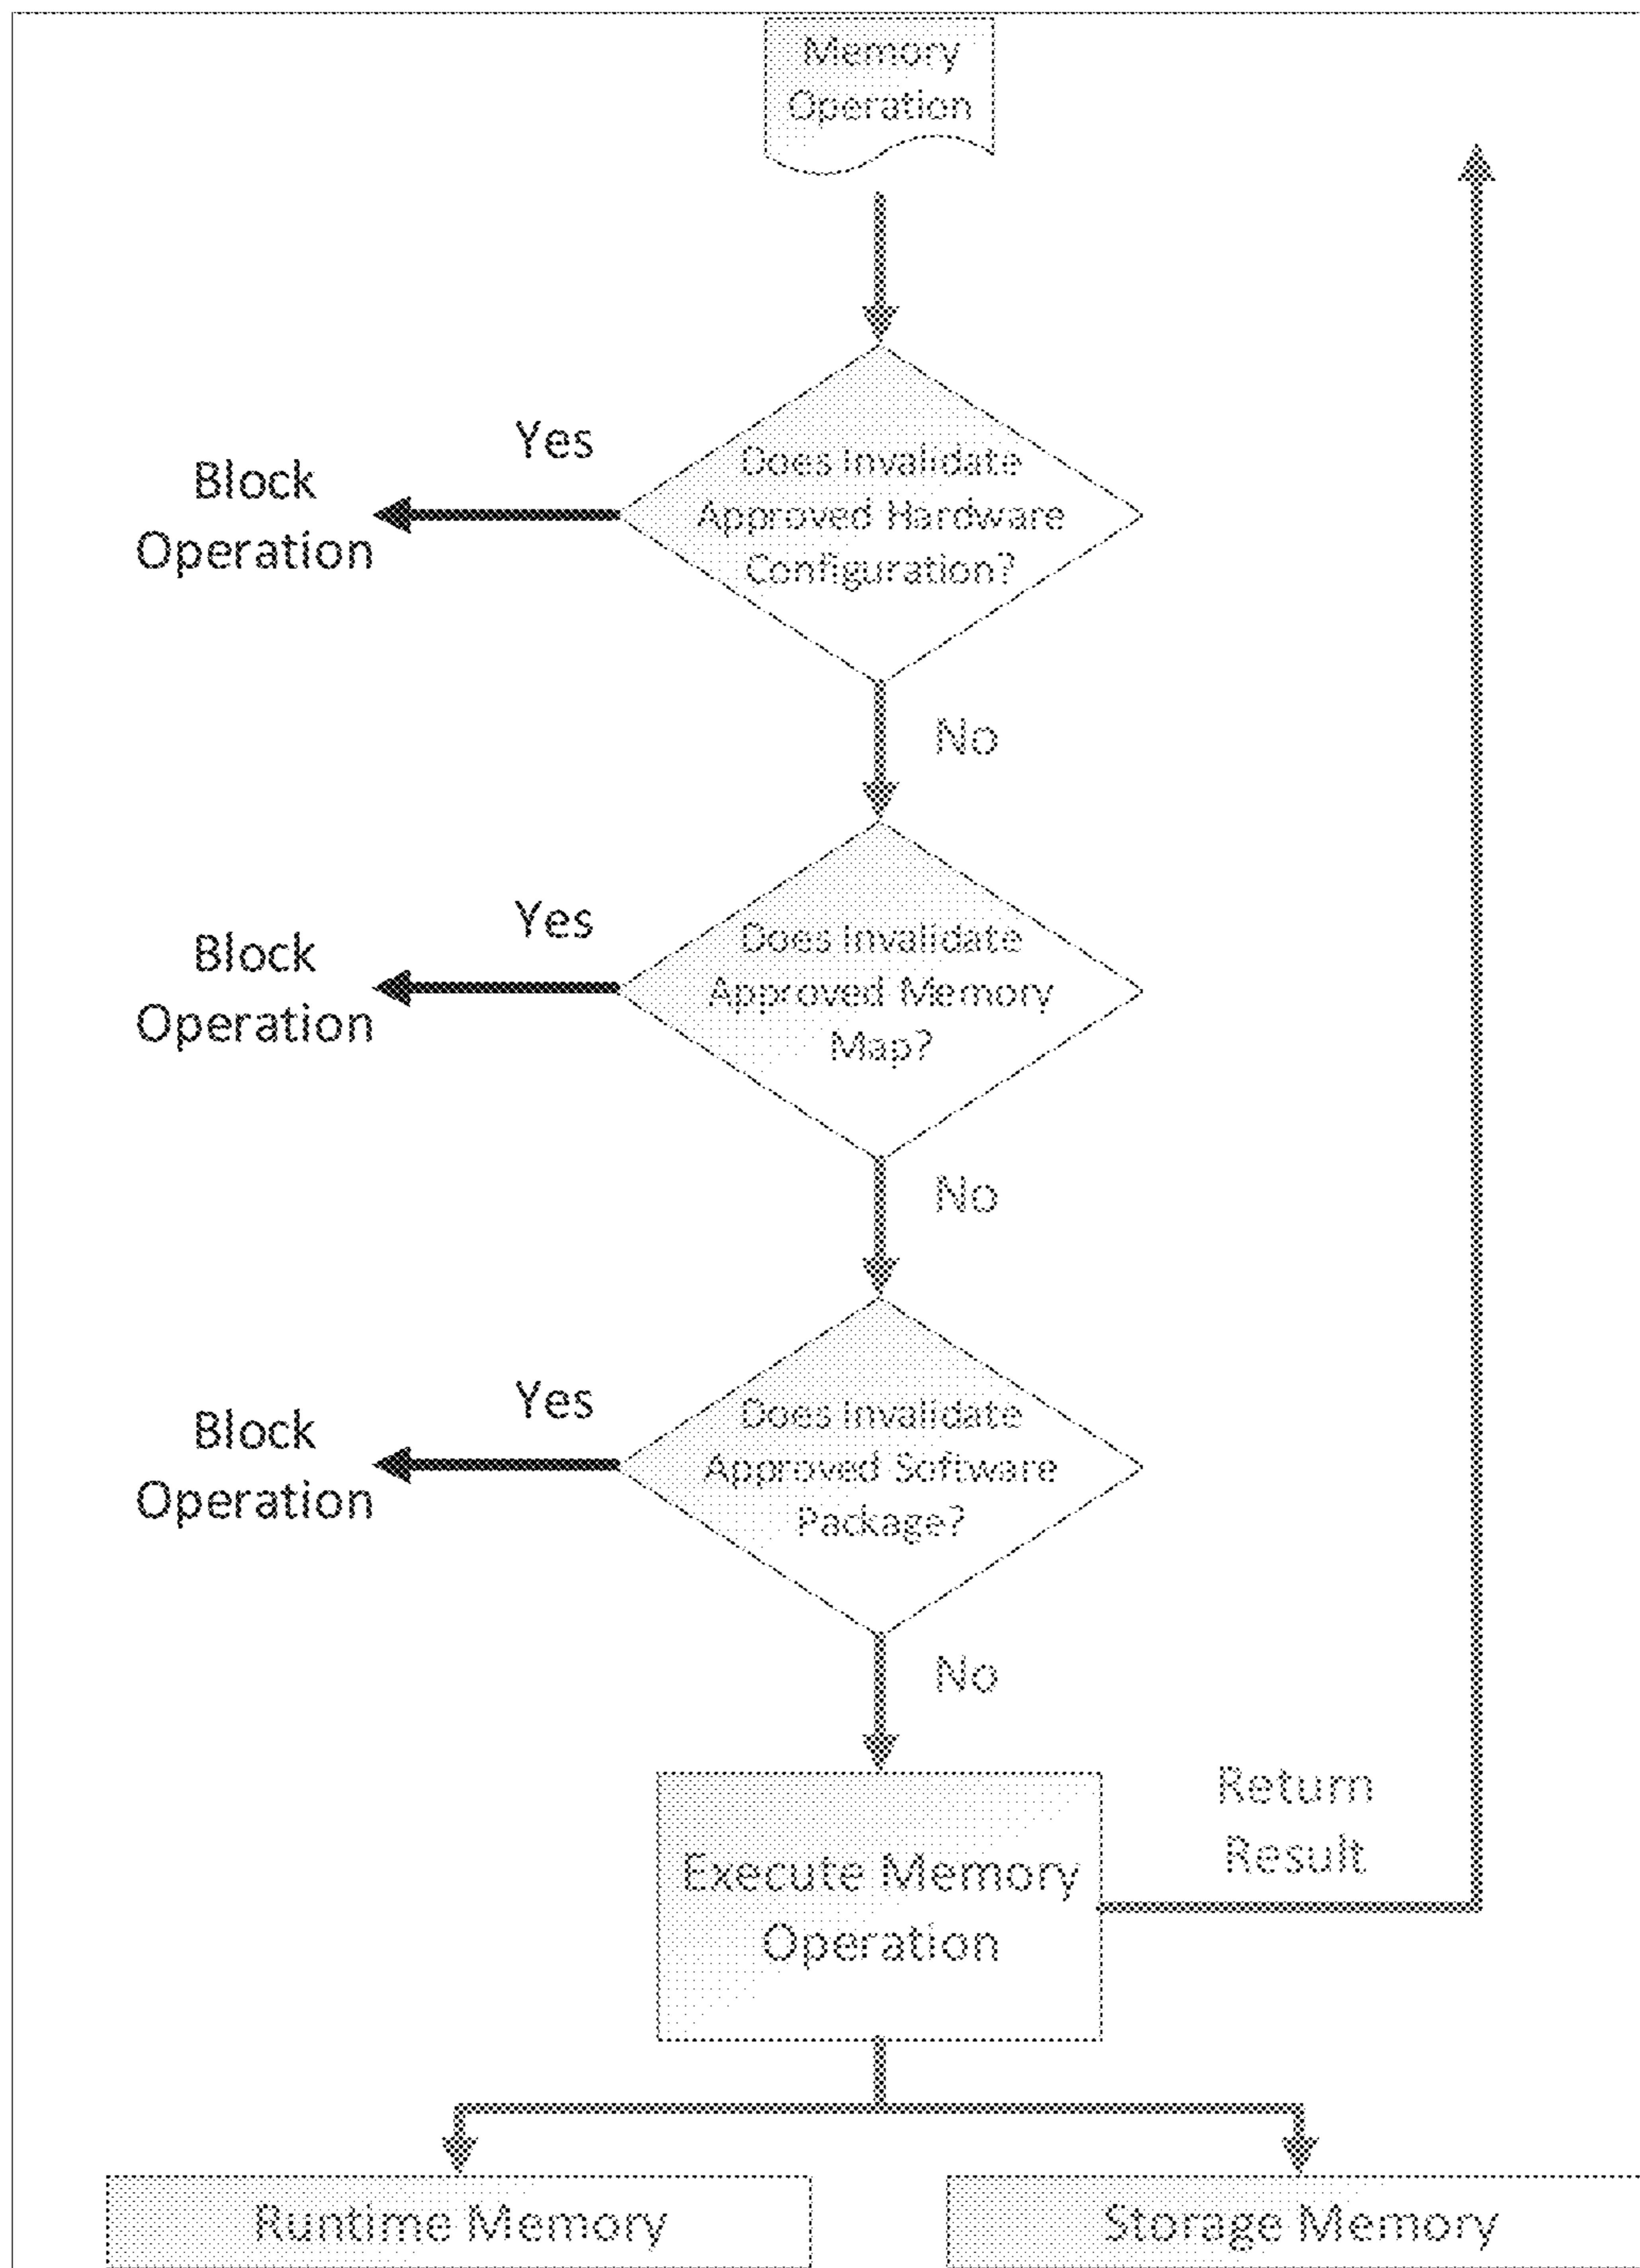 Memory
Operation
Yes
Block
Operation
Does Invalidate
Approved Hardware
Configuration?
No
Yes
Block
Operation
Does Invalidate
Approved Memory
Map?
No
Yes
Block
Operation
Does Invalidate
Approved Software
Package?
No
Return
Result
Execute Memory
Operation
Runtime Memory
Storage Memory